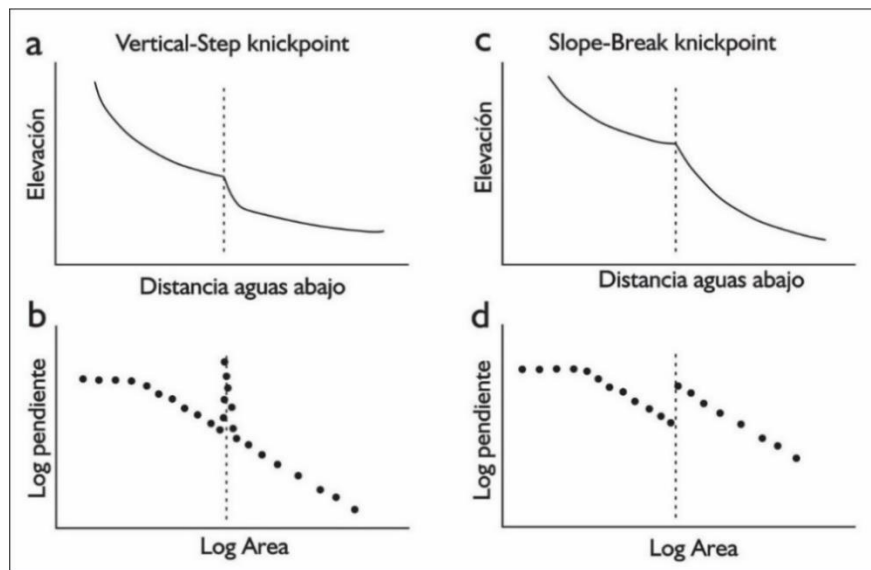 a
Vertical-Step knickpoint
Elevación
Distancia aguas abajo
b
Log pendiente
Log Area
c
Slope-Break knickpoint
Elevación
Distancia aguas abajo
d
Log pendiente
Log Area